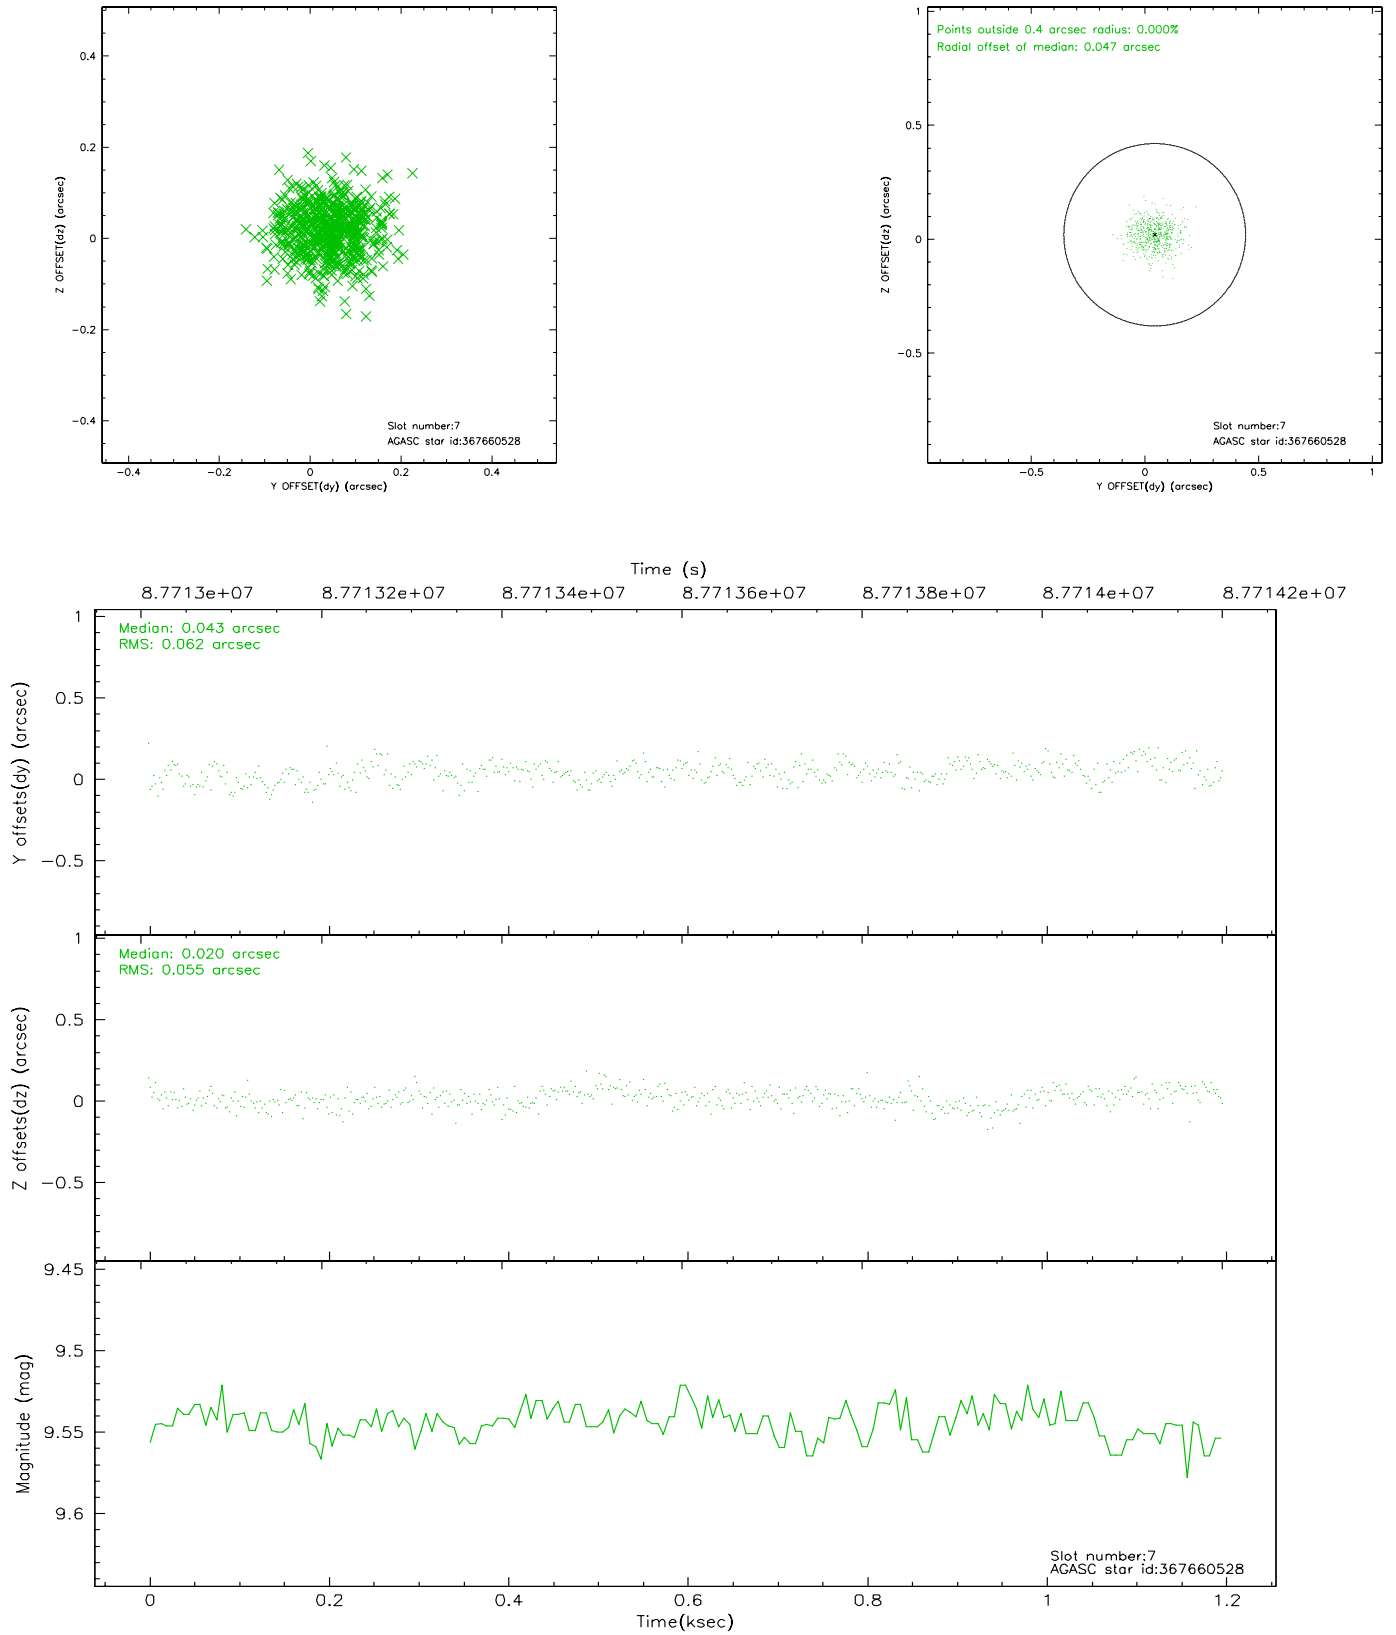 0.4
0.2
0
−0.2
−0.4
Z OFFSET(dz) (arcsec)
Slot number:7
AGASC star id:367660528
−0.4 −0.2 0 0.2 0.4
Y OFFSET(dy) (arcsec)
Points outside 0.4 arcsec radius: 0.000%
Radial offset of median: 0.047 arcsec
1
0.5
0
−0.5
Z OFFSET(dz) (arcsec)
Slot number:7
AGASC star id:367660528
−0.5 0 0.5 1
Y OFFSET(dy) (arcsec)
Time (s)
8.7713e+07 8.77132e+07 8.77134e+07 8.77136e+07 8.77138e+07 8.7714e+07 8.77142e+07
Median: 0.043 arcsec
RMS: 0.062 arcsec
1
0.5
0
−0.5
Y offsets(dy) (arcsec)
Median: 0.020 arcsec
RMS: 0.055 arcsec
1
0.5
0
−0.5
Z offsets(dz) (arcsec)
9.45
9.5
9.55
9.6
Magnitude (mag)
Slot number:7
AGASC star id:367660528
0 0.2 0.4 0.6 0.8 1 1.2
Time(ksec)